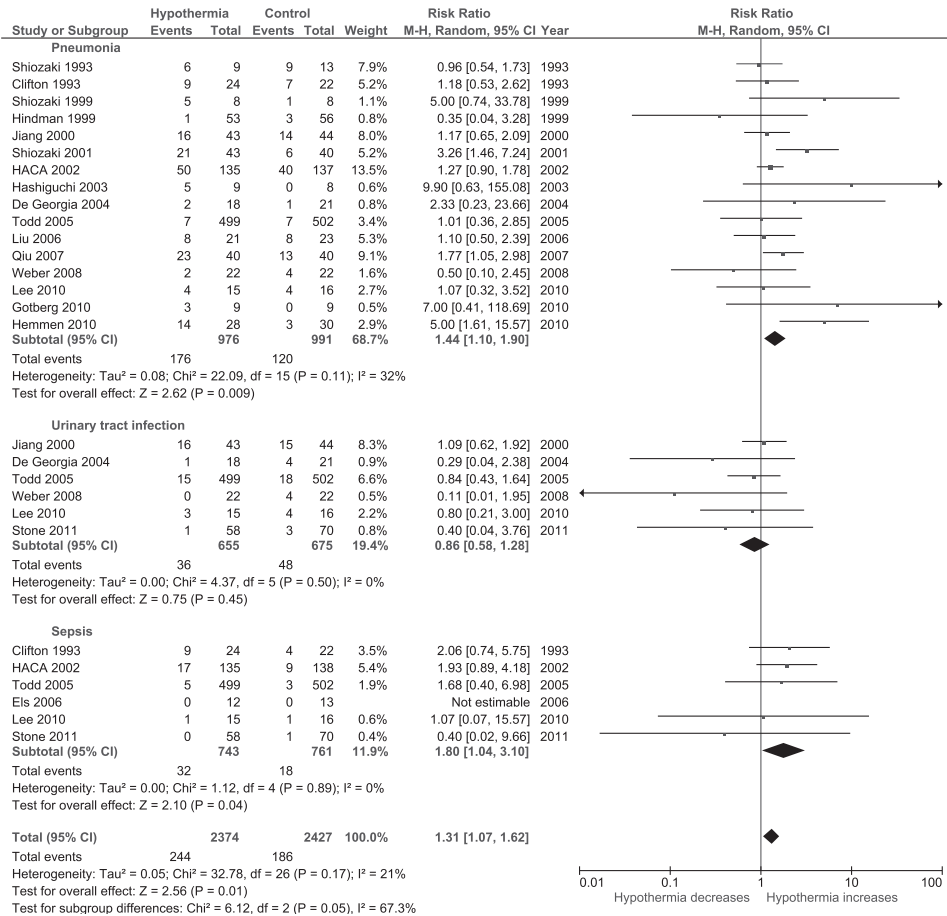 Hypothermia Control Risk Ratio Risk Ratio
Study or Subgroup Events Total Events Total Weight M-H, Random, 95% CI Year M-H, Random, 95% CI
Pneumonia
Shiozaki 1993 6 9 9 13 7.9% 0.96 [0.54, 1.73] 1993
Clifton 1993 9 24 7 22 5.2% 1.18 [0.53, 2.62] 1993
Shiozaki 1999 5 8 1 8 1.1% 5.00 [0.74, 33.78] 1999
Hindman 1999 1 53 3 56 0.8% 0.35 [0.04, 3.28] 1999
Jiang 2000 16 43 14 44 8.0% 1.17 [0.65, 2.09] 2000
Shiozaki 2001 21 43 6 40 5.2% 3.26 [1.46, 7.24] 2001
HACA 2002 50 135 40 137 13.5% 1.27 [0.90, 1.78] 2002
Hashiguchi 2003 5 9 0 8 0.6% 9.90 [0.63, 155.08] 2003
De Georgia 2004 2 18 1 21 0.8% 2.33 [0.23, 23.66] 2004
Todd 2005 7 499 7 502 3.4% 1.01 [0.36, 2.85] 2005
Liu 2006 8 21 8 23 5.3% 1.10 [0.50, 2.39] 2006
Qiu 2007 23 40 13 40 9.1% 1.77 [1.05, 2.98] 2007
Weber 2008 2 22 4 22 1.6% 0.50 [0.10, 2.45] 2008
Lee 2010 4 15 4 16 2.7% 1.07 [0.32, 3.52] 2010
Gotberg 2010 3 9 0 9 0.5% 7.00 [0.41, 118.69] 2010
Hemmen 2010 14 28 3 30 2.9% 5.00 [1.61, 15.57] 2010
Subtotal (95% CI) 976 991 68.7% 1.44 [1.10, 1.90]
Total events 176 120
Heterogeneity: Tau² = 0.08; Chi² = 22.09, df = 15 (P = 0.11); I² = 32%
Test for overall effect: Z = 2.62 (P = 0.009)
Urinary tract infection
Jiang 2000 16 43 15 44 8.3% 1.09 [0.62, 1.92] 2000
De Georgia 2004 1 18 4 21 0.9% 0.29 [0.04, 2.38] 2004
Todd 2005 15 499 18 502 6.6% 0.84 [0.43, 1.64] 2005
Weber 2008 0 22 4 22 0.5% 0.11 [0.01, 1.95] 2008
Lee 2010 3 15 4 16 2.2% 0.80 [0.21, 3.00] 2010
Stone 2011 1 58 3 70 0.8% 0.40 [0.04, 3.76] 2011
Subtotal (95% CI) 655 675 19.4% 0.86 [0.58, 1.28]
Total events 36 48
Heterogeneity: Tau² = 0.00; Chi² = 4.37, df = 5 (P = 0.50); I² = 0%
Test for overall effect: Z = 0.75 (P = 0.45)
Sepsis
Clifton 1993 9 24 4 22 3.5% 2.06 [0.74, 5.75] 1993
HACA 2002 17 135 9 138 5.4% 1.93 [0.89, 4.18] 2002
Todd 2005 5 499 3 502 1.9% 1.68 [0.40, 6.98] 2005
Els 2006 0 12 0 13 Not estimable 2006
Lee 2010 1 15 1 16 0.6% 1.07 [0.07, 15.57] 2010
Stone 2011 0 58 1 70 0.4% 0.40 [0.02, 9.66] 2011
Subtotal (95% CI) 743 761 11.9% 1.80 [1.04, 3.10]
Total events 32 18
Heterogeneity: Tau² = 0.00; Chi² = 1.12, df = 4 (P = 0.89); I² = 0%
Test for overall effect: Z = 2.10 (P = 0.04)
Total (95% CI) 2374 2427 100.0% 1.31 [1.07, 1.62]
Total events 244 186
Heterogeneity: Tau² = 0.05; Chi² = 32.78, df = 26 (P = 0.17); I² = 21%
Test for overall effect: Z = 2.56 (P = 0.01)
Test for subgroup differences: Chi² = 6.12, df = 2 (P = 0.05), I² = 67.3%
0.01 0.1 1 10 100
Hypothermia decreases Hypothermia increases